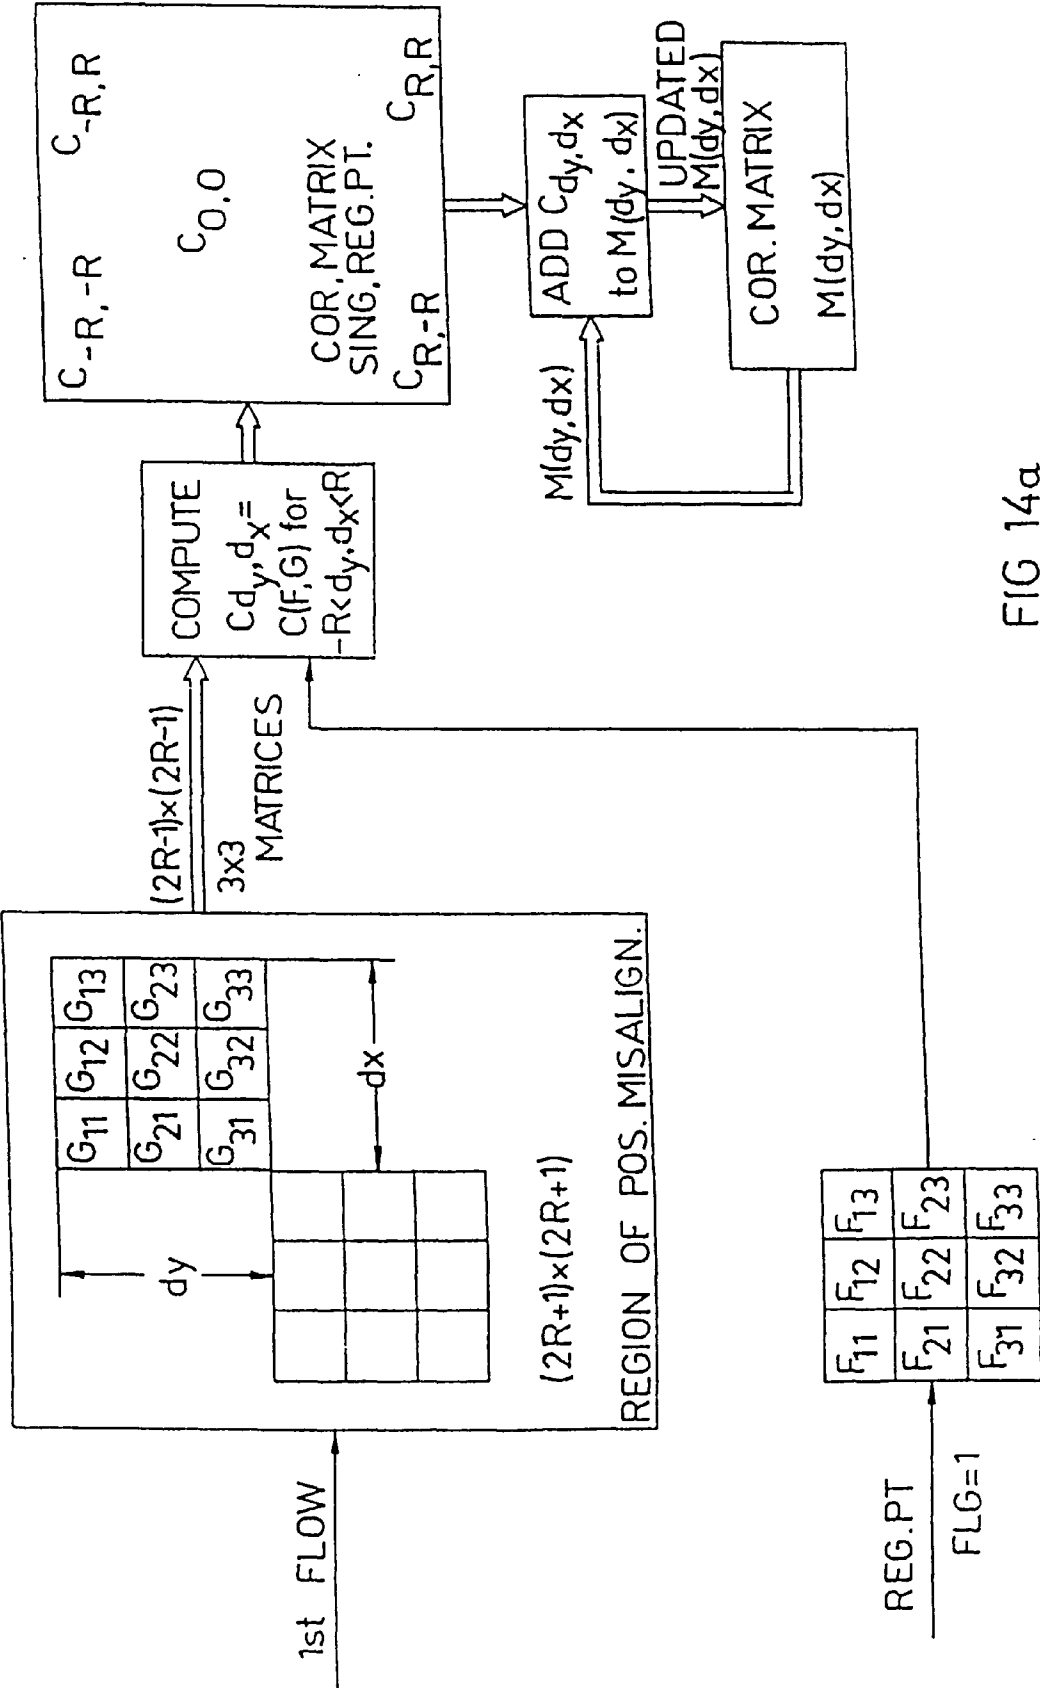 1st FLOW
dy
G11 G12 G13
G21 G22 G23
G31 G32 G33
dx
(2R+1)x(2R+1)
REGION OF POS. MISALIGN.
REG.PT
FLG=1
F11 F12 F13
F21 F22 F23
F31 F32 F33
(2R-1)x(2R-1)
3x3
MATRICES
COMPUTE
Cdy,dx=
C(F,G) for
-R<dy,dx<R
C-R,-R
C-R,R
C0,0
COR,MATRIX
SING,REG.PT.
CR,-R
CR,R
ADD Cdy,dx
to M(dy,dx)
M(dy,dx)
UPDATED
M(dy,dx)
COR.MATRIX
M(dy,dx)
FIG 14a